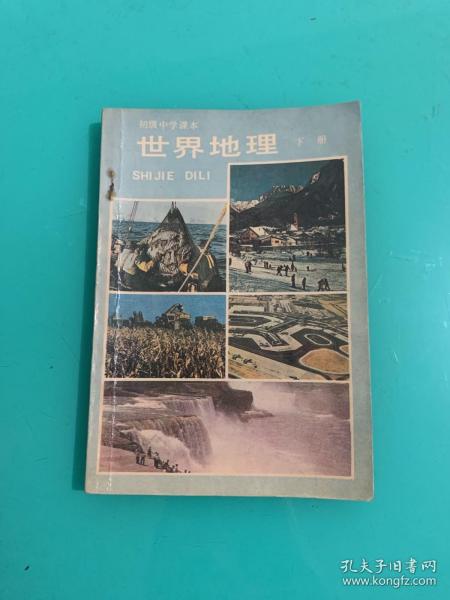 初级中学课本
世界地理 下册
SHIJIE DILI
孔夫子旧书网
www.kongfz.com